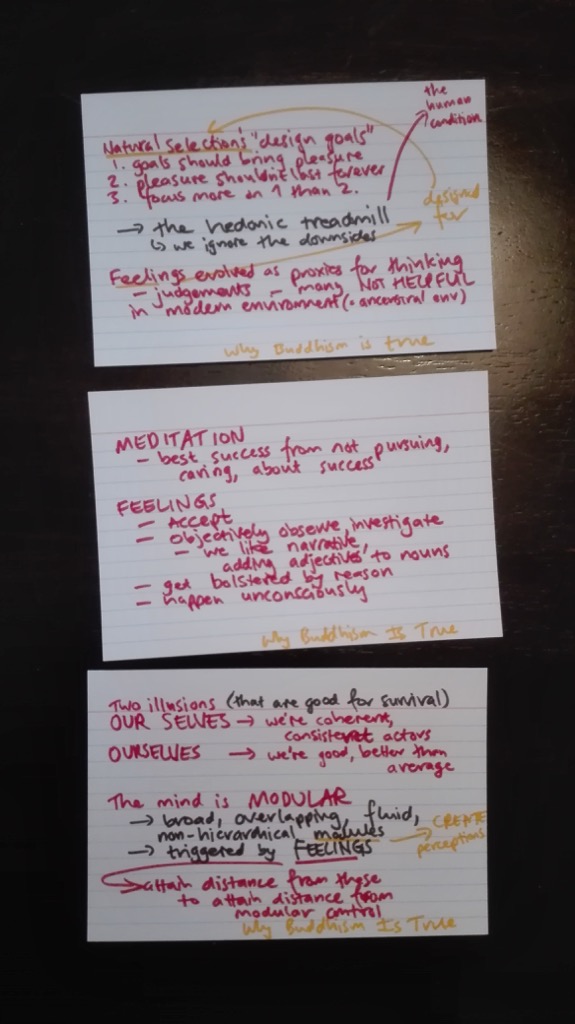 the
human
condition
Natural selection's "design goals"
1. goals should bring pleasure
2. pleasure shouldn't last forever
3. focus more on 1 than 2.
designed
for
→ the hedonic treadmill
↳ we ignore the downsides
Feelings evolved as proxies for thinking
- judgements - many NOT HELPFUL
in modern environment (ancestral env)
Why Buddhism is true
MEDITATION
- best success from not pursuing,
caring, about success
FEELINGS
- Accept
- objectively observe, investigate
- we like narrative,
adding adjectives to nouns
- get bolstered by reason
- happen unconsciously
Why Buddhism Is True
Two illusions (that are good for survival)
OUR SELVES → we're coherent,
consistent actors
OURSELVES → we're good, better than
average
The mind is MODULAR
→ broad, overlapping, fluid,
non-hierarchical modules → CREATE
perceptions
→ triggered by FEELINGS
→ attain distance from these
to attain distance from
modular control
Why Buddhism Is True